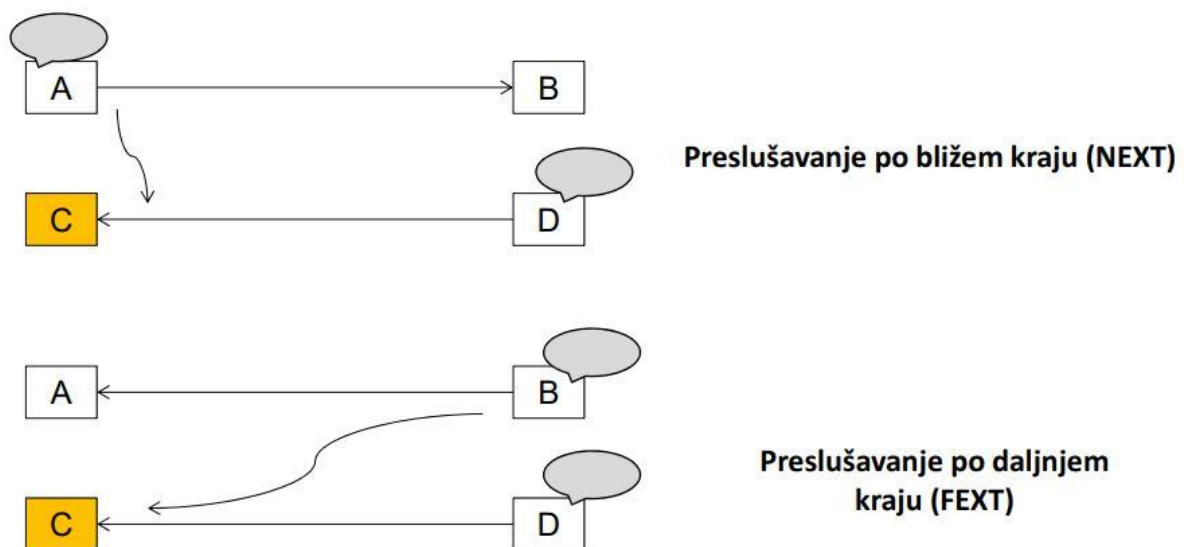 A
B
Preslušavanje po bližem kraju (NEXT)
C
D
A
B
Preslušavanje po daljnjem
kraju (FEXT)
C
D